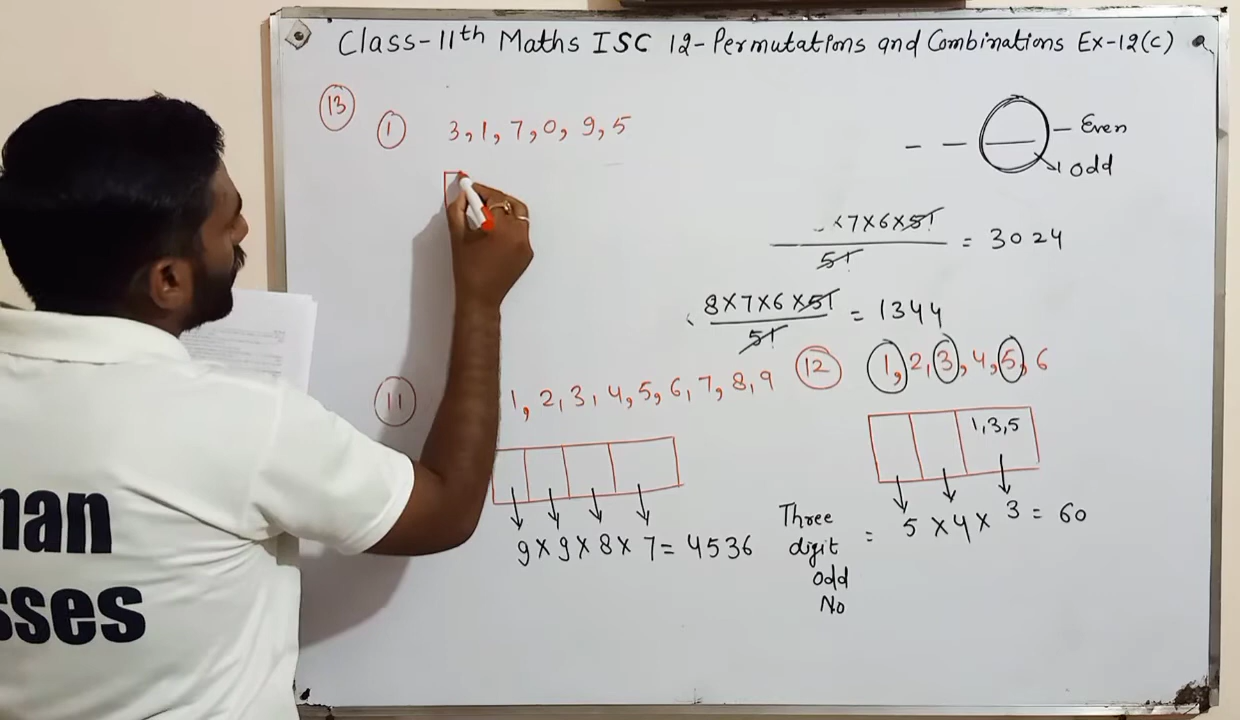 Class-11th Maths ISC 12-Permutations and Combinations Ex-12(c)
13
1 3,1,7,0,9,5
Even
odd
×7×6×5! / 5! = 3024
8×7×6×5! / 5! = 1344
11 1,2,3,4,5,6,7,8,9
9×9×8×7=4536
12 1,2,3,4,5,6
1,3,5
Three digit odd No = 5×4×3=60